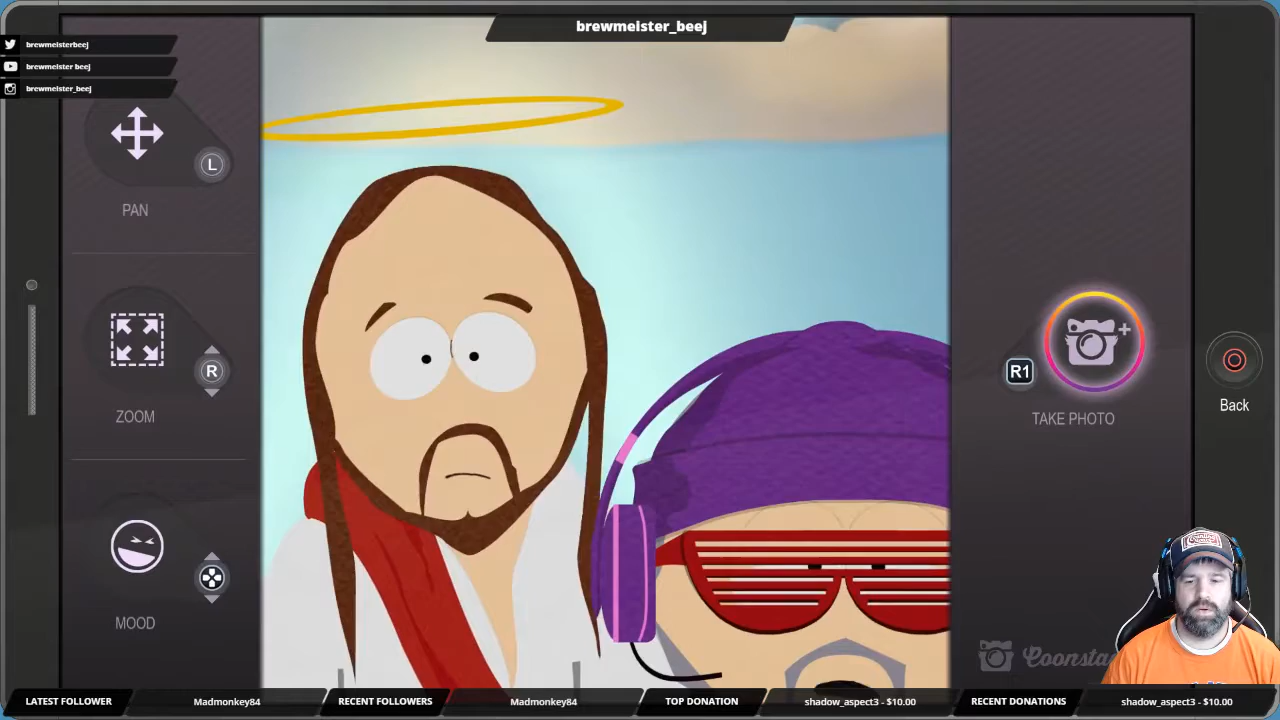 brewmeister_beej
brewmeisterbeej
brewmeister beej
brewmeister_beej
L
PAN
R
ZOOM
MOOD
R1
TAKE PHOTO
Back
LATEST FOLLOWER
Madmonkey84
RECENT FOLLOWERS
Madmonkey84
TOP DONATION
shadow_aspect3 - $10.00
RECENT DONATIONS
shadow_aspect3 - $10.00